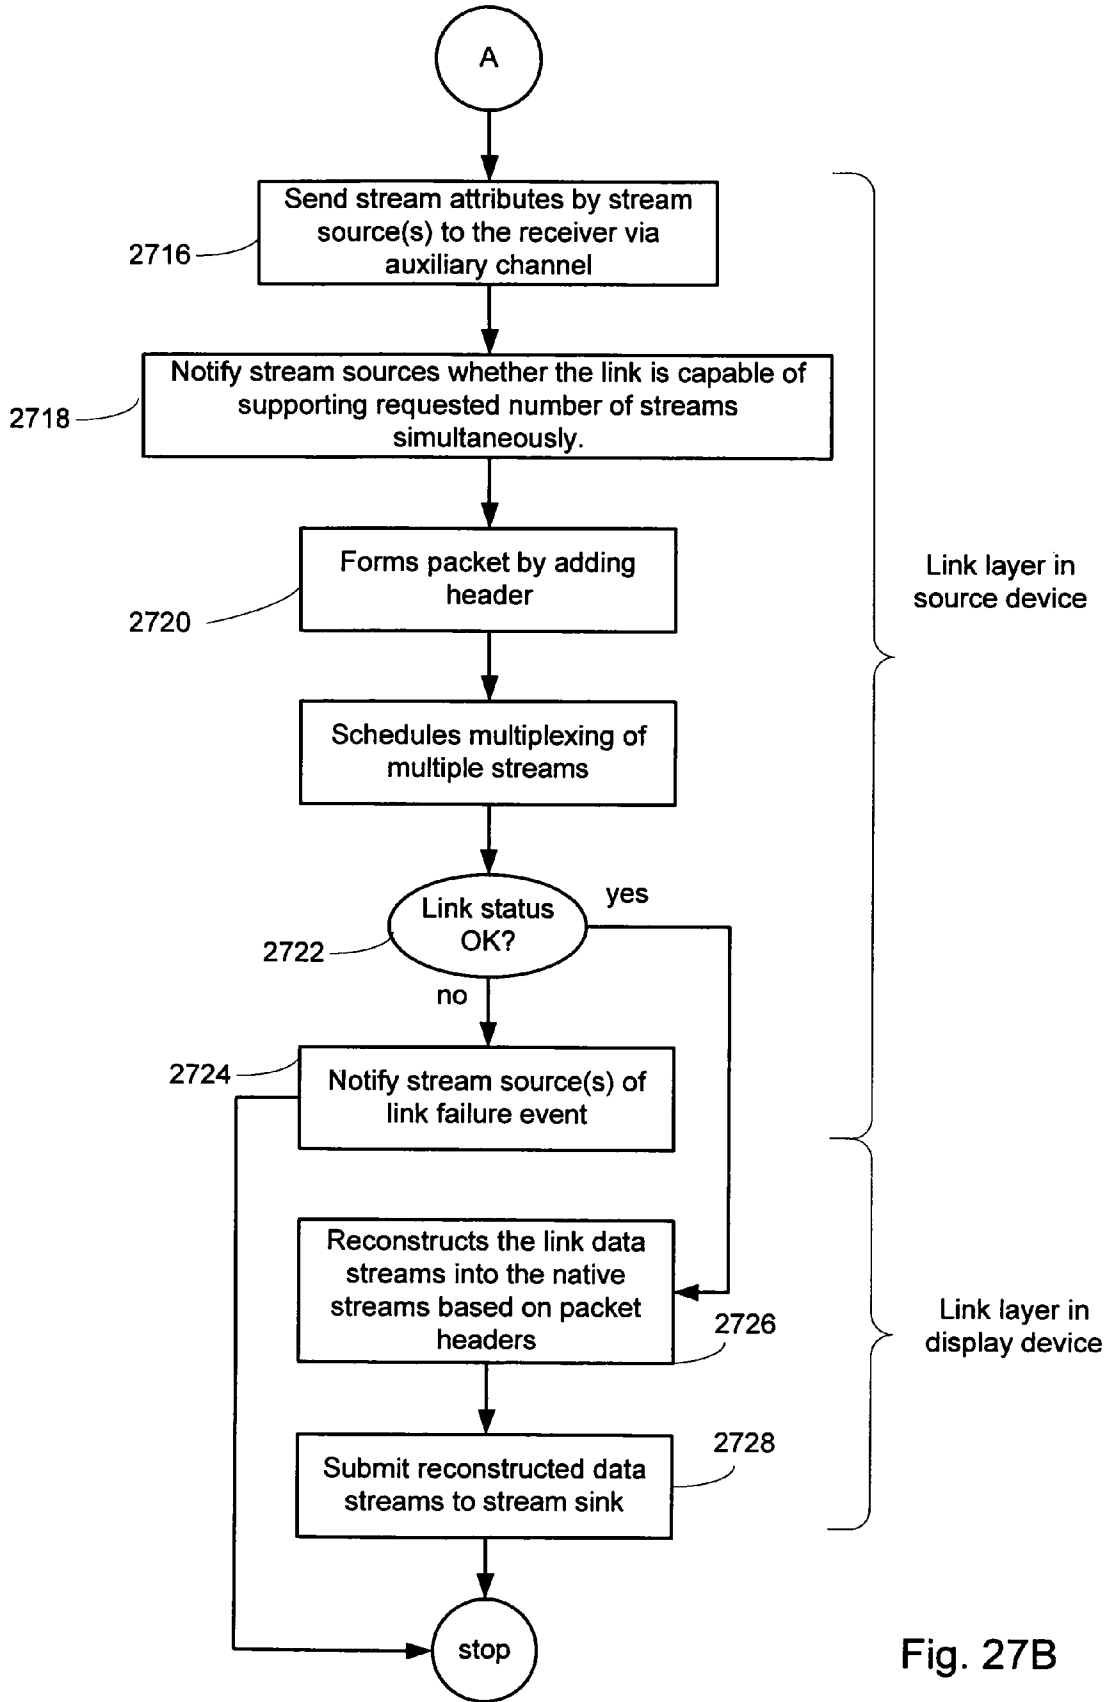 A
Send stream attributes by stream
source(s) to the receiver via
auxiliary channel
2716
Notify stream sources whether the link is capable of
supporting requested number of streams
simultaneously.
2718
Forms packet by adding
header
2720
Link layer in
source device
Schedules multiplexing of
multiple streams
Link status
OK?
yes
2722
no
2724
Notify stream source(s) of
link failure event
Reconstructs the link data
streams into the native
streams based on packet
headers
2726
Link layer in
display device
2728
Submit reconstructed data
streams to stream sink
stop
Fig. 27B